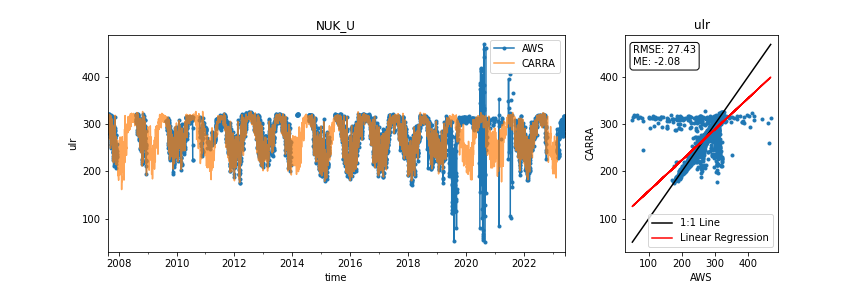 NUK_U
ulr
AWS
CARRA
400
300
200
100
2008
2010
2012
2014
2016
2018
2020
2022
time
ulr
ulr
RMSE: 27.43
ME: -2.08
400
300
200
100
CARRA
1:1 Line
Linear Regression
100
200
300
400
AWS